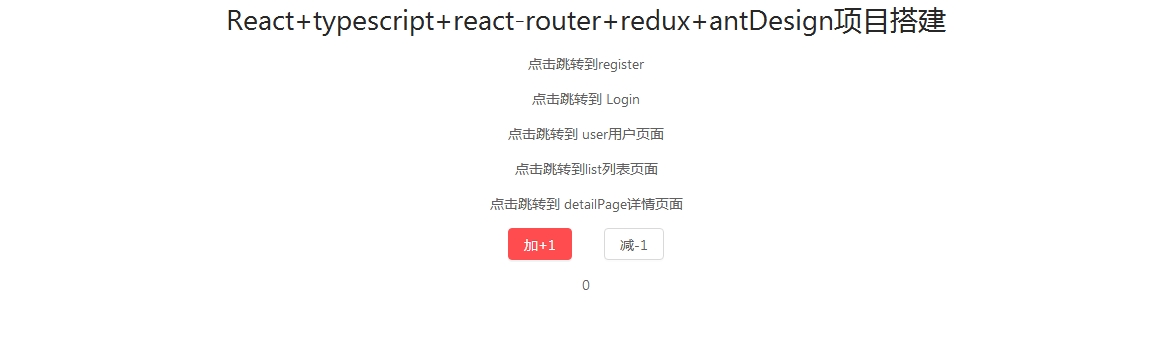 React+typescript+react-router+redux+antDesign项目搭建
点击跳转到register
点击跳转到 Login
点击跳转到 user用户页面
点击跳转到list列表页面
点击跳转到 detailPage详情页面
加+1 减-1
0